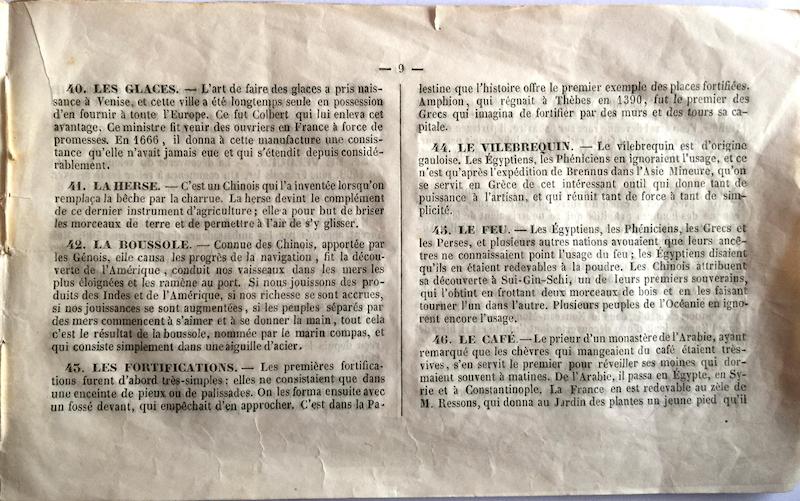 — 9 —
40. LES GLACES. — L'art de faire des glaces a pris nais-
sance à Venise, et cette ville a été longtemps seule en possession
d'en fournir à toute l'Europe. Ce fut Colbert qui lui enleva cet
avantage. Ce ministre fit venir des ouvriers en France à force de
promesses. En 1666, il donna à cette manufacture une consis-
tance qu'elle n'avait jamais eue et qui s'étendit depuis considé-
rablement.
41. LA HERSE. — C'est un Chinois qui l'a inventée lorsqu'on
remplaça la bêche par la charrue. La herse devint le complément
de ce dernier instrument d'agriculture; elle a pour but de briser
les morceaux de terre et de permettre à l'air de s'y glisser.
42. LA BOUSSOLE. — Connue des Chinois, apportée par
les Génois, elle causa les progrès de la navigation, fit la décou-
verte de l'Amérique, conduit nos vaisseaux dans les mers les
plus éloignées et les ramène au port. Si nous jouissons des pro-
duits des Indes et de l'Amérique, si nos richesse se sont accrues,
si nos jouissances se sont augmentées, si les peuples séparés par
des mers commencent à s'aimer et à se donner la main, tout cela
c'est le résultat de la boussole, nommée par le marin compas, et
qui consiste simplement dans une aiguille d'acier.
43. LES FORTIFICATIONS. — Les premières fortifica-
tions furent d'abord très-simples: elles ne consistaient que dans
une enceinte de pieux ou de palissades. On les forma ensuite avec
un fossé devant, qui empêchait d'en approcher. C'est dans la Pa-
lestine que l'histoire offre le premier exemple des places fortifiées.
Amphion, qui régnait à Thèbes en 1390, fut le premier des
Grecs qui imagina de fortifier par des murs et des tours sa ca-
pitale.
44. LE VILEBREQUIN. — Le vilebrequin est d'origine
gauloise. Les Égyptiens, les Phéniciens en ignoraient l'usage, et ce
n'est qu'après l'expédition de Brennus dans l'Asie Mineure, qu'on
se servit en Grèce de cet intéressant outil qui donne tant de
puissance à l'artisan, et qui réunit tant de force à tant de sim-
plicité.
45. LE FEU. — Les Égyptiens, les Phéniciens, les Grecs et
les Perses, et plusieurs autres nations avouaient que leurs ancê-
tres ne connaissaient point l'usage du feu; les Égyptiens disaient
qu'ils en étaient redevables à la poudre. Les Chinois attribuent
sa découverte à Sui-Gin-Schi, un de leurs premiers souverains,
qui l'obtint en frottant deux morceaux de bois et en les faisant
tourner l'un dans l'autre. Plusieurs peuples de l'Océanie en igno-
rent encore l'usage.
46. LE CAFÉ. — Le prieur d'un monastère de l'Arabie, ayant
remarqué que les chèvres qui mangeaient du café étaient très-
vives, s'en servit le premier pour réveiller ses moines qui dor-
maient souvent à matines. De l'Arabie, il passa en Égypte, en Sy-
rie et à Constantinople. La France en est redevable au zèle de
M. Ressons, qui donna au Jardin des plantes un jeune pied qu'il